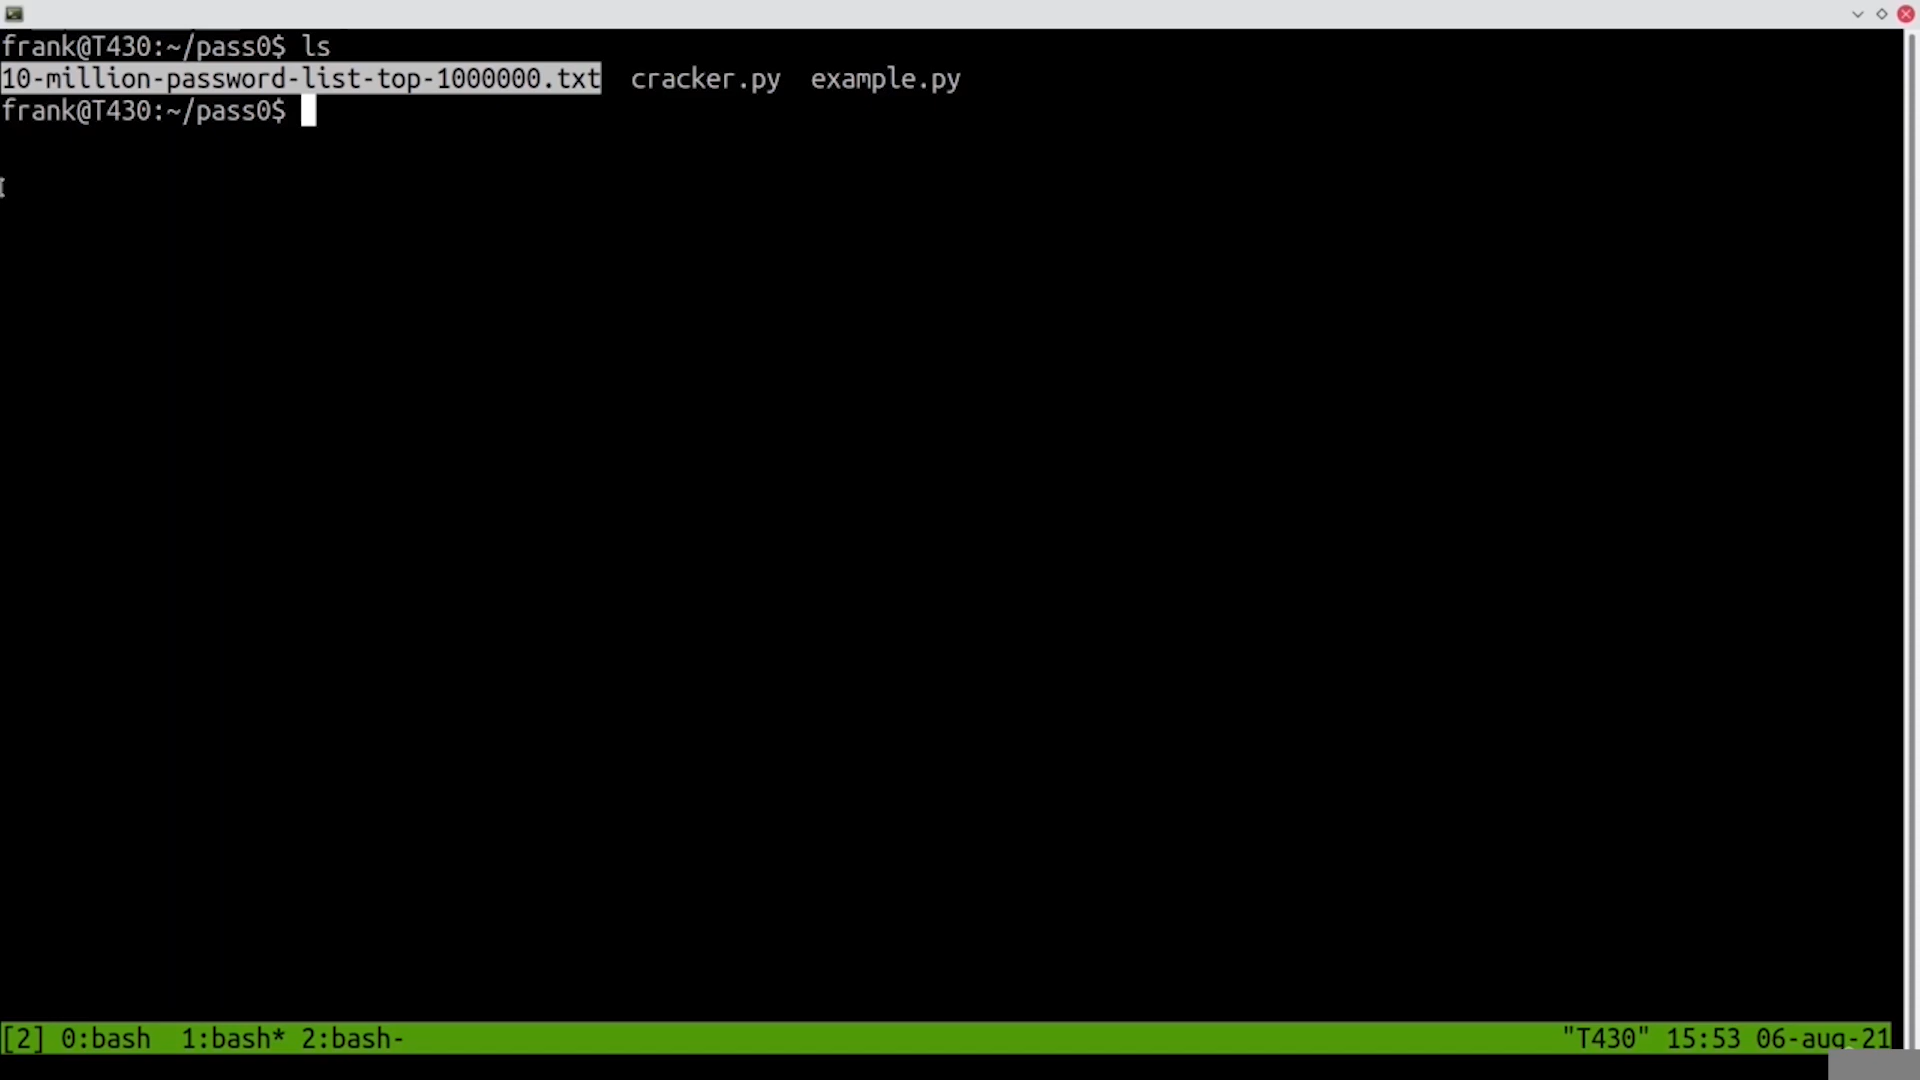 frank@T430:~/pass0$ ls
10-million-password-list-top-1000000.txt  cracker.py  example.py
frank@T430:~/pass0$
[2] 0:bash  1:bash* 2:bash-  "T430" 15:53 06-aug-21